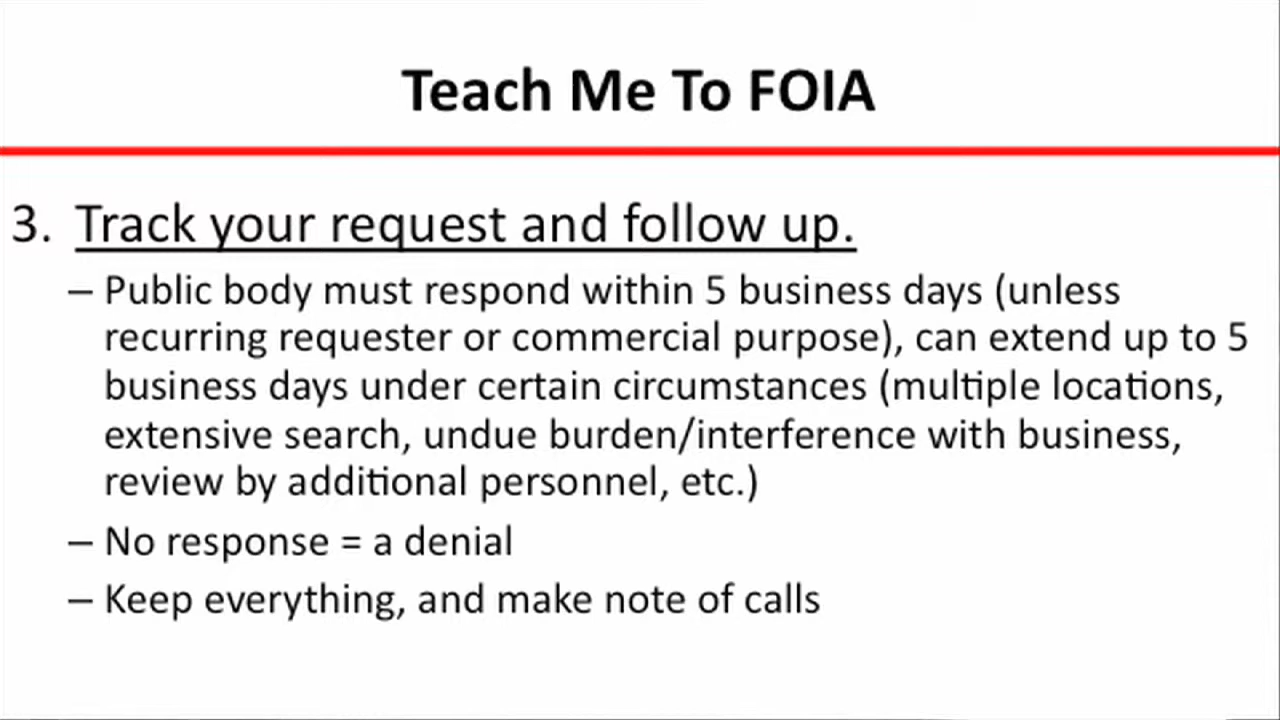 Teach Me To FOIA
3. Track your request and follow up.
– Public body must respond within 5 business days (unless
recurring requester or commercial purpose), can extend up to 5
business days under certain circumstances (multiple locations,
extensive search, undue burden/interference with business,
review by additional personnel, etc.)
– No response = a denial
– Keep everything, and make note of calls